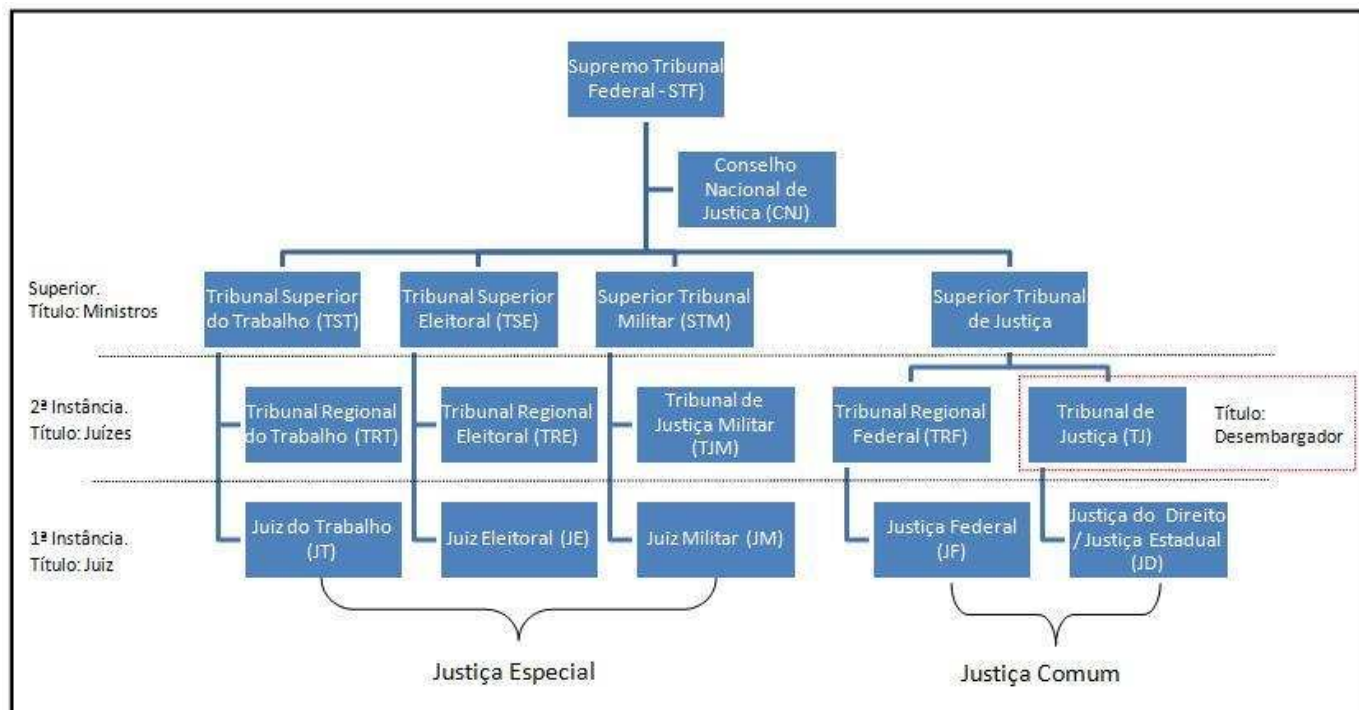 Supremo Tribunal
Federal - STF)
Conselho
Nacional de
Justica (CNJ)
Superior.
Título: Ministros
Tribunal Superior
do Trabalho (TST)
Tribunal Superior
Eleitoral (TSE)
Superior Tribunal
Militar (STM)
Superior Tribunal
de Justiça
2ª Instância.
Título: Juízes
Tribunal Regional
do Trabalho (TRT)
Tribunal Regional
Eleitoral (TRE)
Tribunal de
Justiça Militar
(TJM)
Tribunal Regional
Federal (TRF)
Tribunal de
Justiça (TJ)
Título:
Desembargador
1ª Instância.
Título: Juiz
Juiz do Trabalho
(JT)
Juiz Eleitoral (JE)
Juiz Militar (JM)
Justiça Federal
(JF)
Justiça do Direito
/ Justiça Estadual
(JD)
Justiça Especial
Justiça Comum